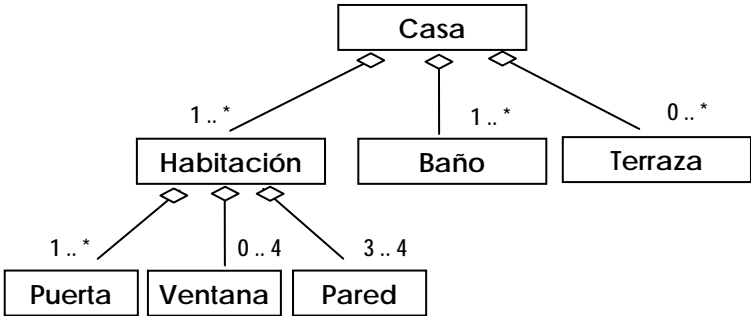 Casa
1 .. *
1 .. *
0 .. *
Habitación
Baño
Terraza
1 .. *
0 .. 4
3 .. 4
Puerta
Ventana
Pared